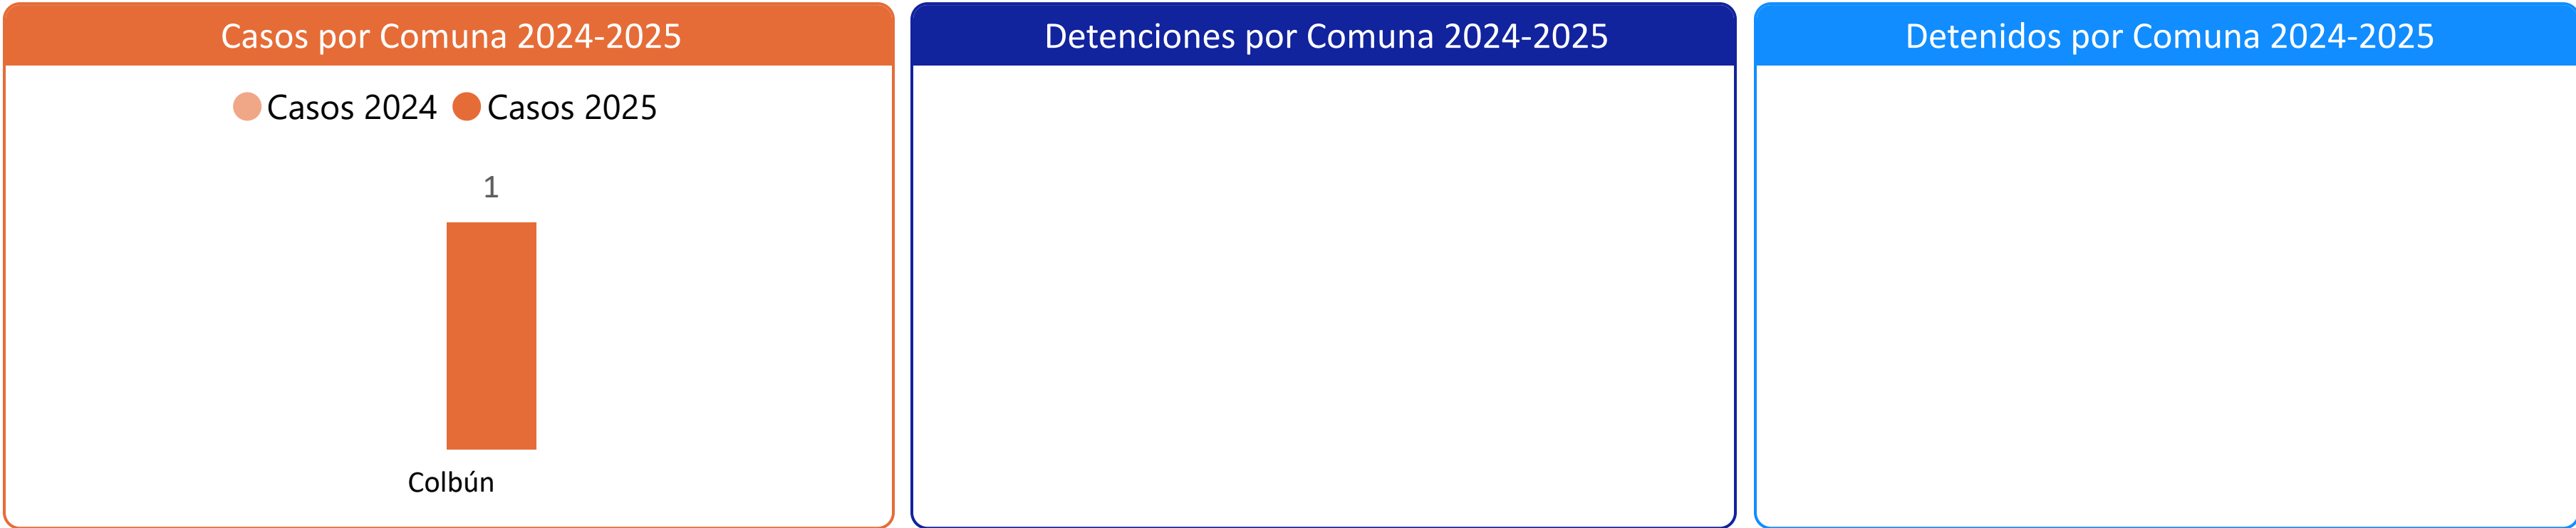 Casos por Comuna 2024-2025
Casos 2024 Casos 2025
1
Colbún
Detenciones por Comuna 2024-2025
Detenidos por Comuna 2024-2025